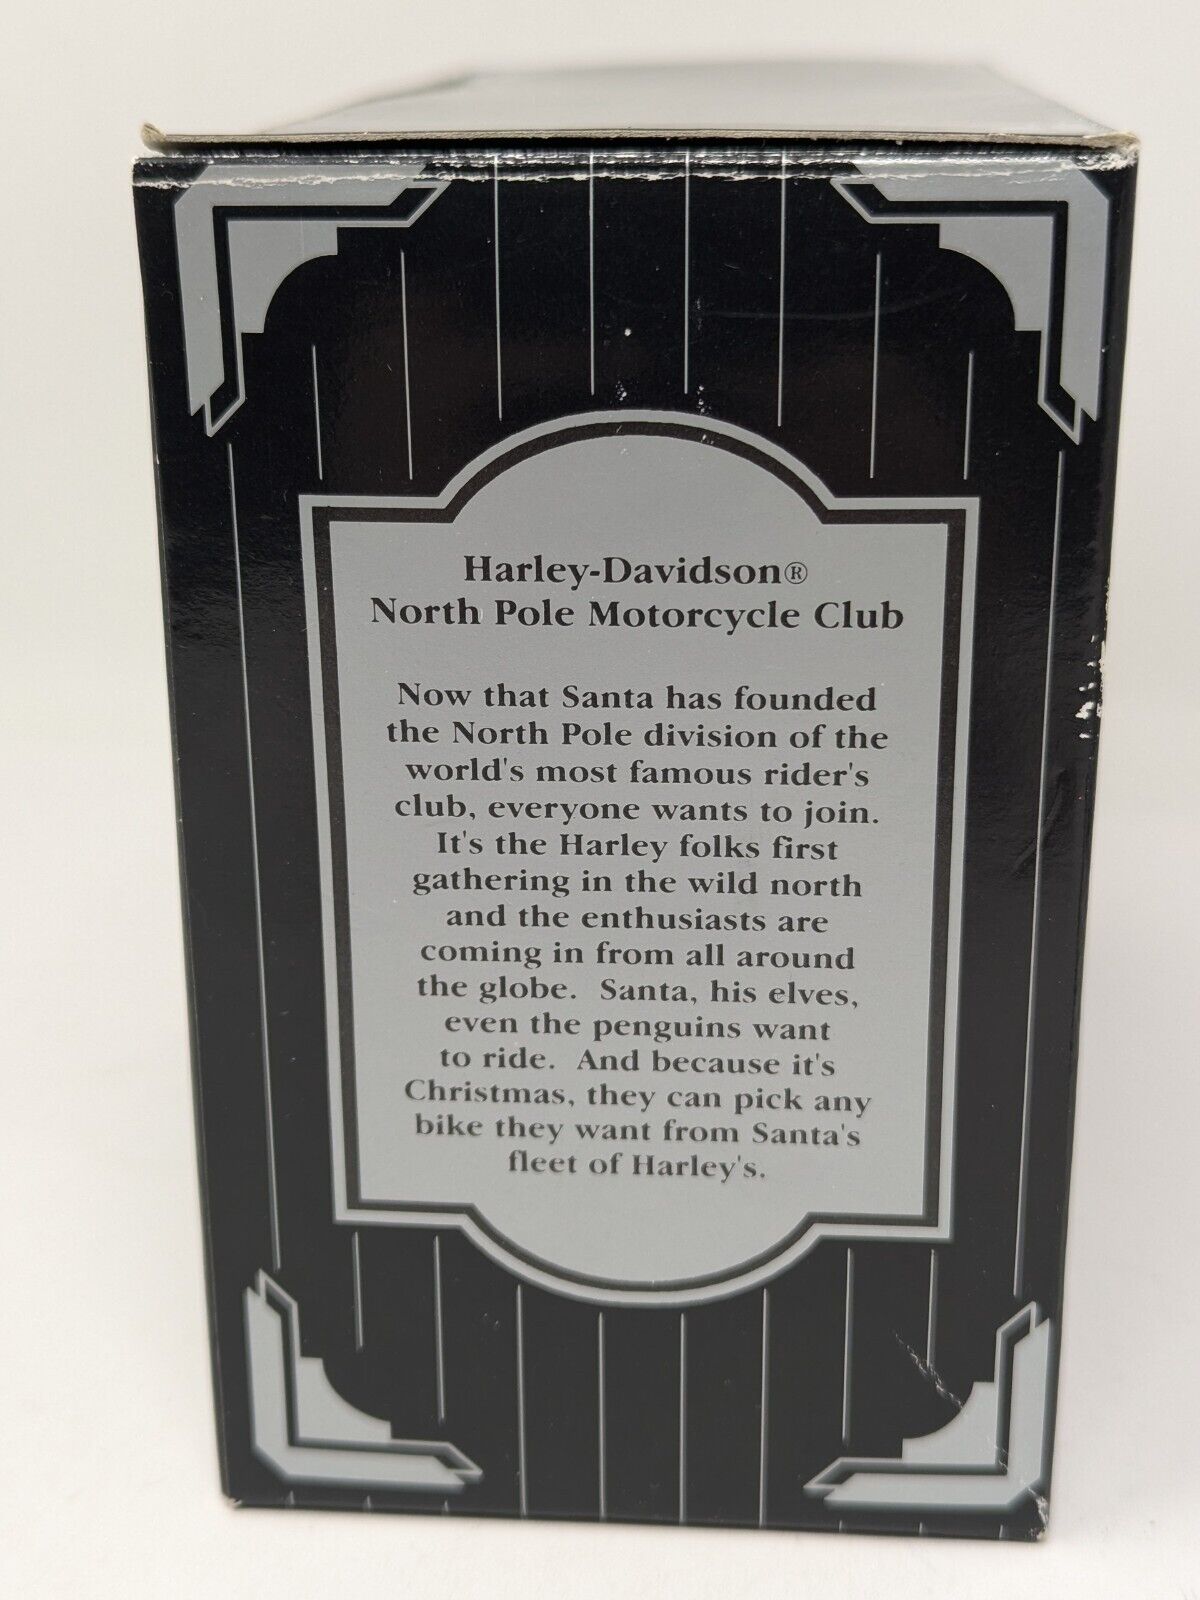 Harley-Davidson®
North Pole Motorcycle Club
Now that Santa has founded
the North Pole division of the
world's most famous rider's
club, everyone wants to join.
It's the Harley folks first
gathering in the wild north
and the enthusiasts are
coming in from all around
the globe. Santa, his elves,
even the penguins want
to ride. And because it's
Christmas, they can pick any
bike they want from Santa's
fleet of Harley's.